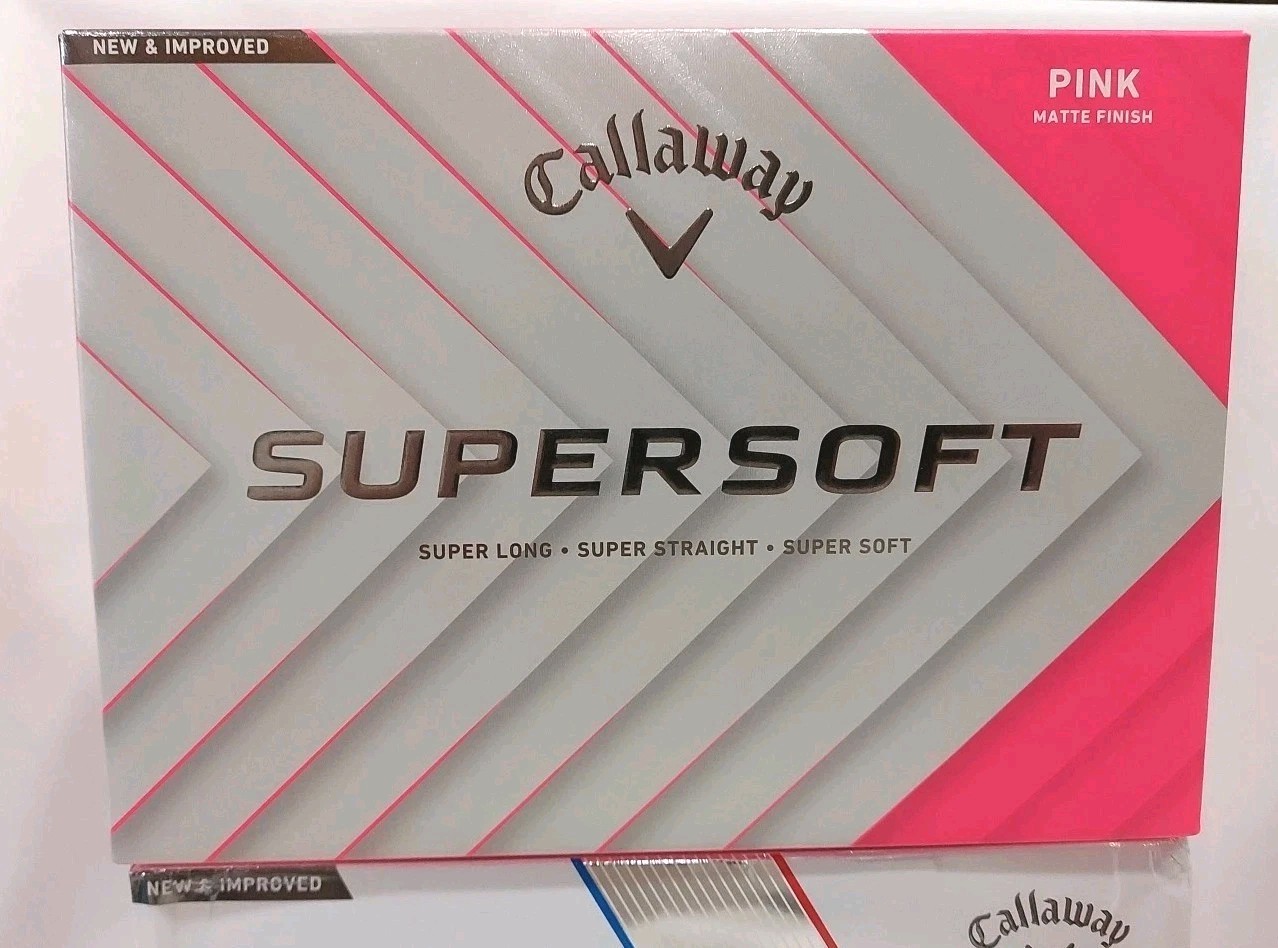 NEW & IMPROVED
PINK
MATTE FINISH
Callaway
SUPERSOFT
SUPER LONG • SUPER STRAIGHT • SUPER SOFT
NEW & IMPROVED
Callaway